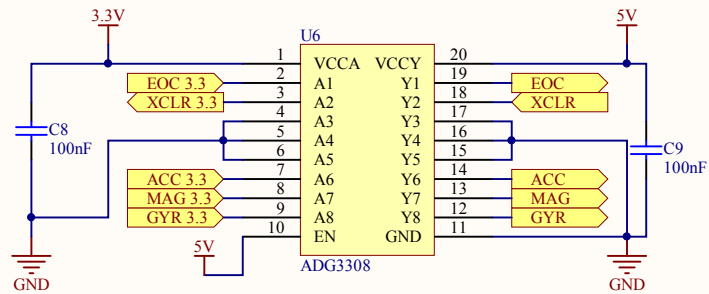 3.3V
U6
5V
1 VCCA VCCY 20
EOC 3.3 2 A1 Y1 19 EOC
XCLR 3.3 3 A2 Y2 18 XCLR
4 A3 Y3 17
C8 5 A4 Y4 16 C9
100nF 6 A5 Y5 15 100nF
ACC 3.3 7 A6 Y6 14 ACC
MAG 3.3 8 A7 Y7 13 MAG
GYR 3.3 9 A8 Y8 12 GYR
10 EN GND 11
5V
ADG3308
GND
GND